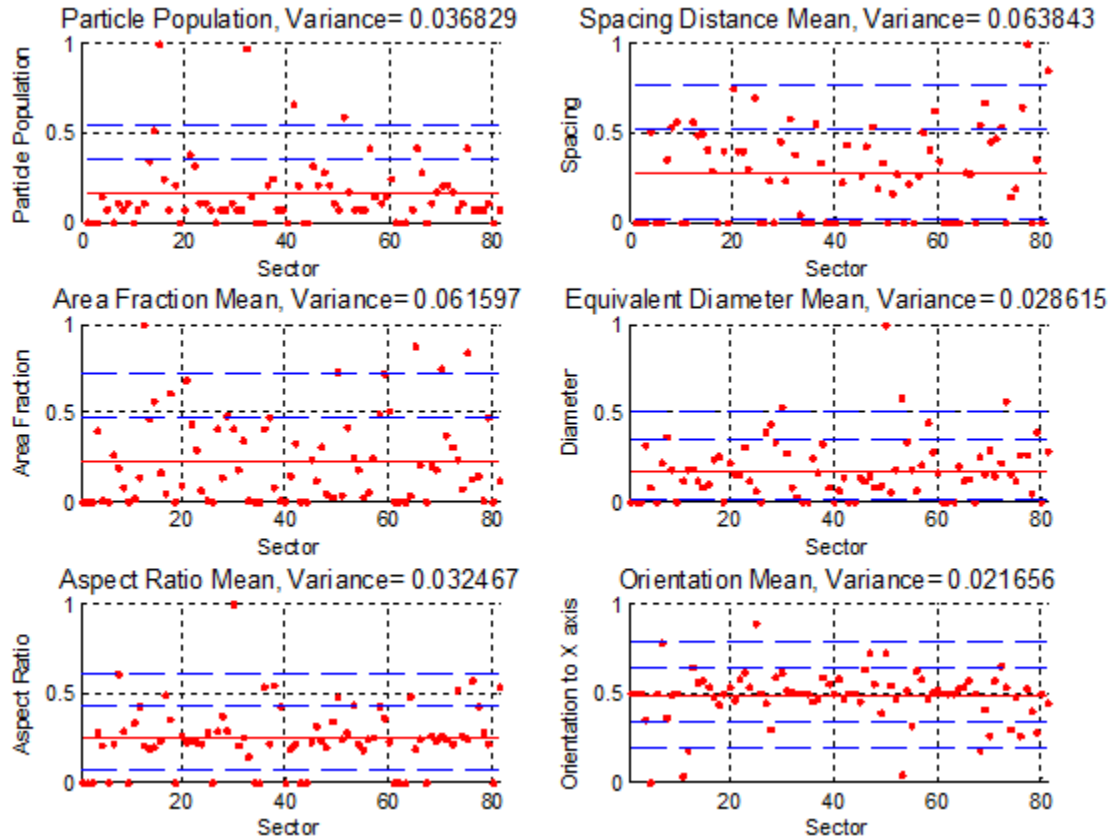 Particle Population, Variance= 0.036829
Particle Population
1
0.5
0
0 20 40 60 80
Sector
Spacing Distance Mean, Variance= 0.063843
Spacing
1
0.5
0
0 20 40 60 80
Sector
Area Fraction Mean, Variance= 0.061597
Area Fraction
1
0.5
0
20 40 60 80
Sector
Equivalent Diameter Mean, Variance= 0.028615
Diameter
1
0.5
0
20 40 60 80
Sector
Aspect Ratio Mean, Variance= 0.032467
Aspect Ratio
1
0.5
0
20 40 60 80
Sector
Orientation Mean, Variance= 0.021656
Orientation to X axis
1
0.5
0
20 40 60 80
Sector